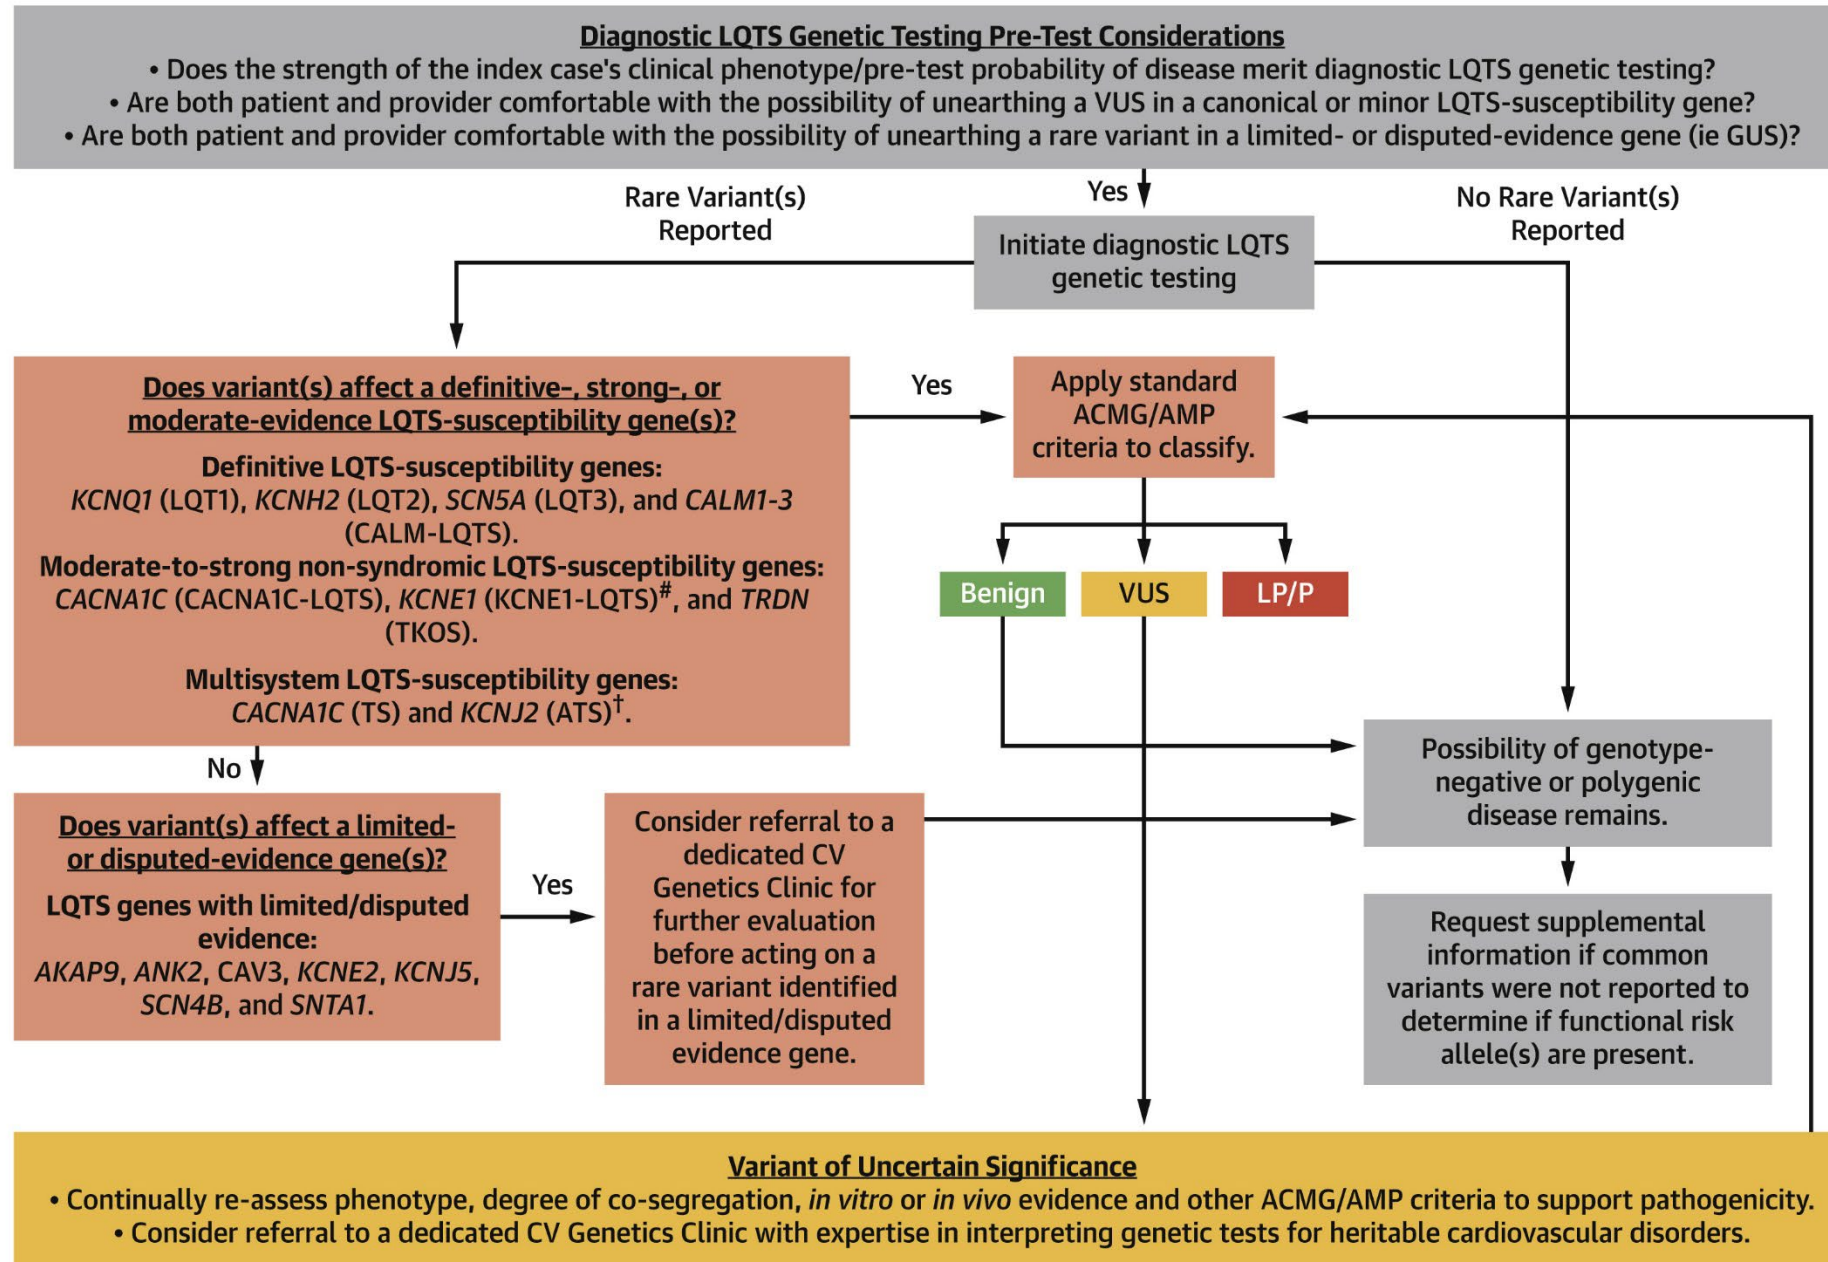 Diagnostic LQTS Genetic Testing Pre-Test Considerations
• Does the strength of the index case's clinical phenotype/pre-test probability of disease merit diagnostic LQTS genetic testing?
• Are both patient and provider comfortable with the possibility of unearthing a VUS in a canonical or minor LQTS-susceptibility gene?
• Are both patient and provider comfortable with the possibility of unearthing a rare variant in a limited- or disputed-evidence gene (ie GUS)?
Rare Variant(s)
Reported
Yes
No Rare Variant(s)
Reported
Initiate diagnostic LQTS
genetic testing
Does variant(s) affect a definitive-, strong-, or
moderate-evidence LQTS-susceptibility gene(s)?
Definitive LQTS-susceptibility genes:
KCNQ1 (LQT1), KCNH2 (LQT2), SCN5A (LQT3), and CALM1-3
(CALM-LQTS).
Moderate-to-strong non-syndromic LQTS-susceptibility genes:
CACNA1C (CACNA1C-LQTS), KCNE1 (KCNE1-LQTS)#, and TRDN
(TKOS).
Multisystem LQTS-susceptibility genes:
CACNA1C (TS) and KCNJ2 (ATS)†.
Yes
Apply standard
ACMG/AMP
criteria to classify.
Benign
VUS
LP/P
No
Does variant(s) affect a limited-
or disputed-evidence gene(s)?
LQTS genes with limited/disputed
evidence:
AKAP9, ANK2, CAV3, KCNE2, KCNJ5,
SCN4B, and SNTA1.
Yes
Consider referral to a
dedicated CV
Genetics Clinic for
further evaluation
before acting on a
rare variant identified
in a limited/disputed
evidence gene.
Possibility of genotype-
negative or polygenic
disease remains.
Request supplemental
information if common
variants were not reported to
determine if functional risk
allele(s) are present.
Variant of Uncertain Significance
• Continually re-assess phenotype, degree of co-segregation, in vitro or in vivo evidence and other ACMG/AMP criteria to support pathogenicity.
• Consider referral to a dedicated CV Genetics Clinic with expertise in interpreting genetic tests for heritable cardiovascular disorders.